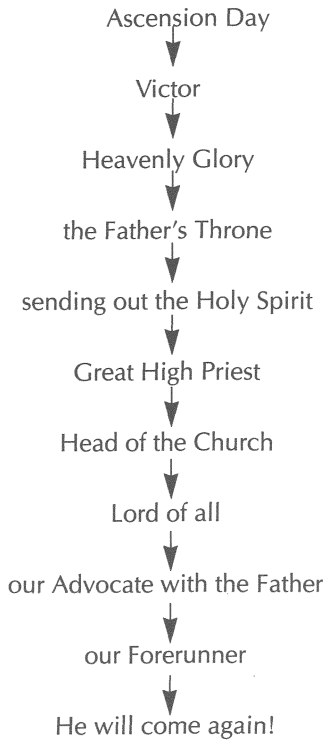 Ascension Day
Victor
Heavenly Glory
the Father's Throne
sending out the Holy Spirit
Great High Priest
Head of the Church
Lord of all
our Advocate with the Father
our Forerunner
He will come again!